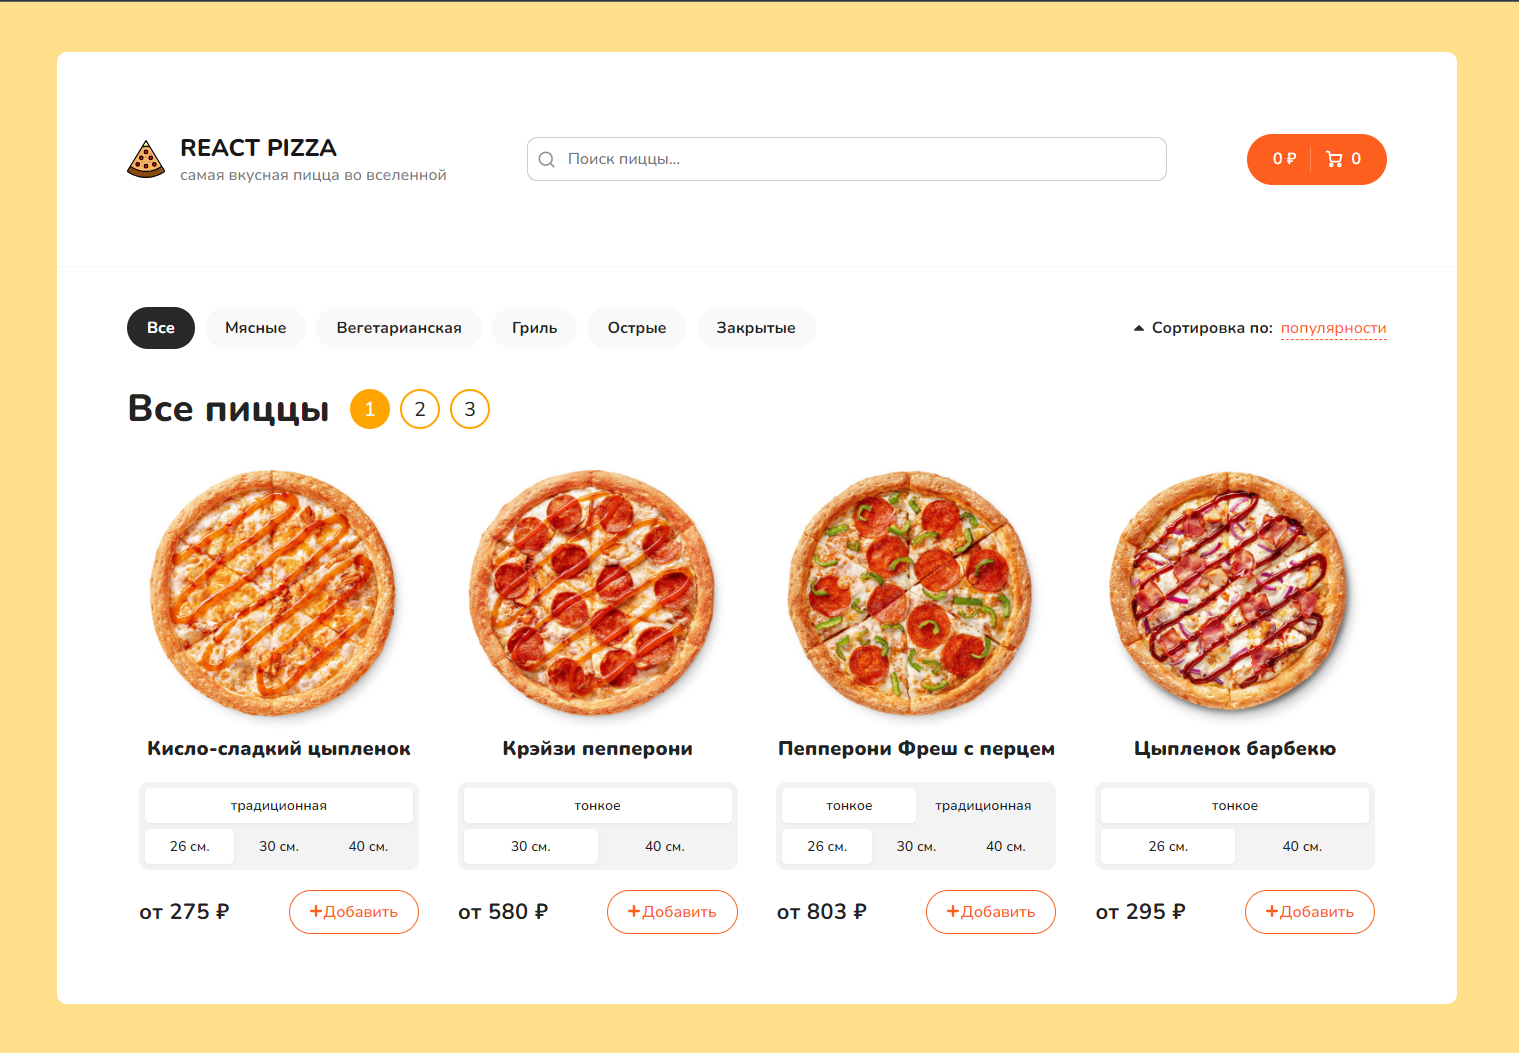 REACT PIZZA
самая вкусная пицца во вселенной
Поиск пиццы...
0 ₽ 0
Все Мясные Вегетарианская Гриль Острые Закрытые
Сортировка по: популярности
Все пиццы 1 2 3
Кисло-сладкий цыпленок
традиционная
26 см. 30 см. 40 см.
от 275 ₽ +Добавить
Крэйзи пепперони
тонкое
30 см. 40 см.
от 580 ₽ +Добавить
Пепперони Фреш с перцем
тонкое традиционная
26 см. 30 см. 40 см.
от 803 ₽ +Добавить
Цыпленок барбекю
тонкое
26 см. 40 см.
от 295 ₽ +Добавить